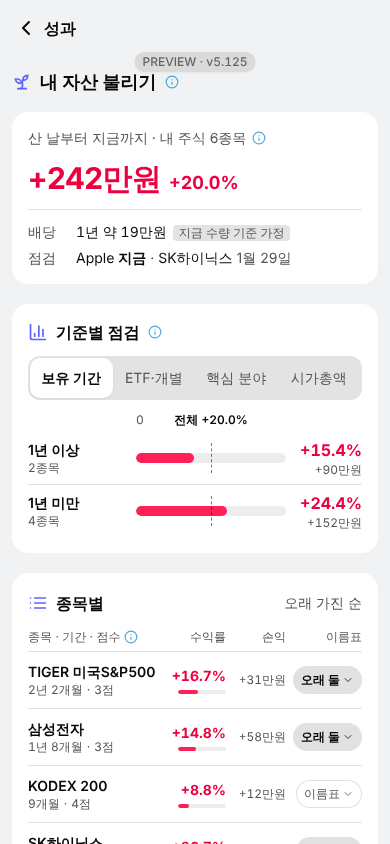 성과
PREVIEW · v5.125
내 자산 불리기
산 날부터 지금까지 · 내 주식 6종목
+242만원 +20.0%
배당 1년 약 19만원 지금 수량 기준 가정
점검 Apple 지금 · SK하이닉스 1월 29일
기준별 점검
보유 기간 ETF·개별 핵심 분야 시가총액
0 전체 +20.0%
1년 이상 +15.4%
2종목 +90만원
1년 미만 +24.4%
4종목 +152만원
종목별 오래 가진 순
종목 · 기간 · 점수 수익률 손익 이름표
TIGER 미국S&P500 +16.7% +31만원 오래 둘
2년 2개월 · 3점
삼성전자 +14.8% +58만원 오래 둘
1년 8개월 · 3점
KODEX 200 +8.8% +12만원 이름표
9개월 · 4점
SK하이닉스